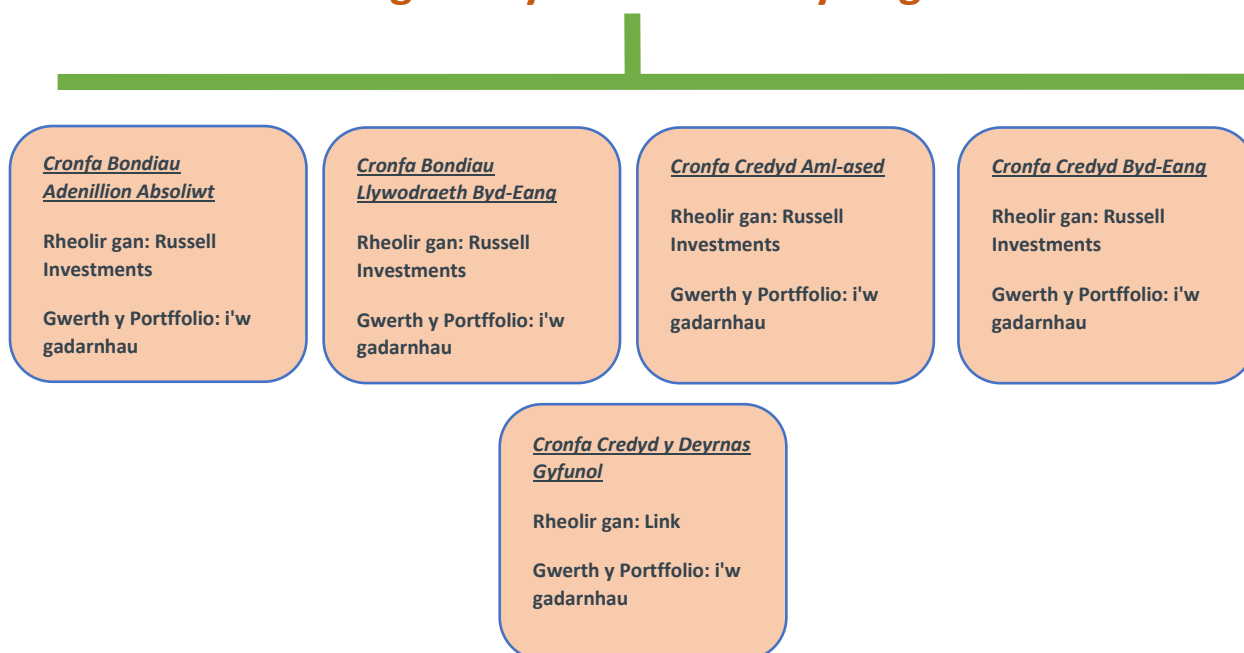 Cronfa Bondiau
Adenillion Absoliwt
Rheolir gan: Russell
Investments
Gwerth y Portffolio: i'w
gadarnhau
Cronfa Bondiau
Llywodraeth Byd-Eang
Rheolir gan: Russell
Investments
Gwerth y Portffolio: i'w
gadarnhau
Cronfa Credyd Aml-ased
Rheolir gan: Russell
Investments
Gwerth y Portffolio: i'w
gadarnhau
Cronfa Credyd Byd-Eang
Rheolir gan: Russell
Investments
Gwerth y Portffolio: i'w
gadarnhau
Cronfa Credyd y Deyrnas
Gyfunol
Rheolir gan: Link
Gwerth y Portffolio: i'w
gadarnhau